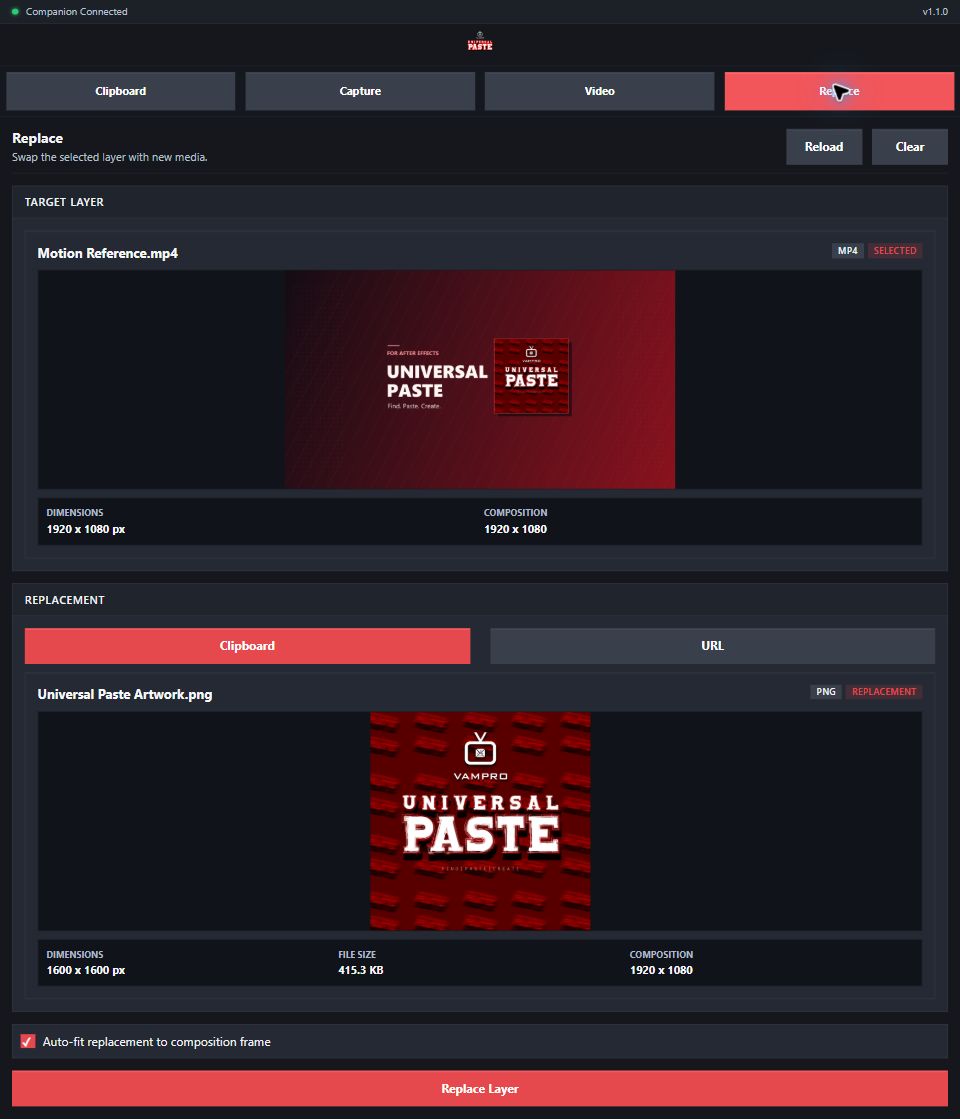 Companion Connected
v1.1.0
UNIVERSAL
PASTE
Clipboard
Capture
Video
Replace
Replace
Swap the selected layer with new media.
Reload
Clear
TARGET LAYER
Motion Reference.mp4
MP4
SELECTED
FOR AFTER EFFECTS
UNIVERSAL
PASTE
Find. Paste. Create.
VAMPRO
UNIVERSAL
PASTE
DIMENSIONS
1920 x 1080 px
COMPOSITION
1920 x 1080
REPLACEMENT
Clipboard
URL
Universal Paste Artwork.png
PNG
REPLACEMENT
VAMPRO
UNIVERSAL
PASTE
DIMENSIONS
1600 x 1600 px
FILE SIZE
415.3 KB
COMPOSITION
1920 x 1080
Auto-fit replacement to composition frame
Replace Layer